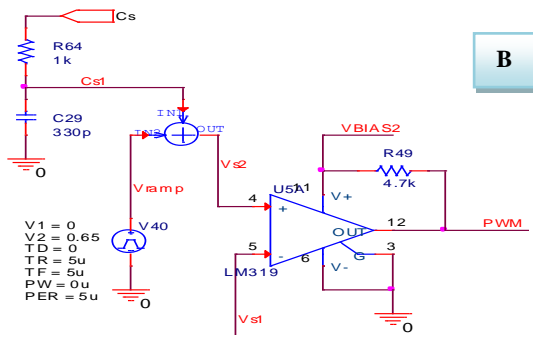 Cs
R64
1k
B
Cs1
C29
330p
IN1
IN2
OUT
0
VBIAS2
Vs2
R49
4.7k
Vramp
U5A
11
V+
4
+
OUT
12
PWM
V1 = 0
V2 = 0.65
TD = 0
TR = 5u
TF = 5u
PW = 0u
PER = 5u
V40
5
-
G
3
LM319
6
V-
0
Vs1
0